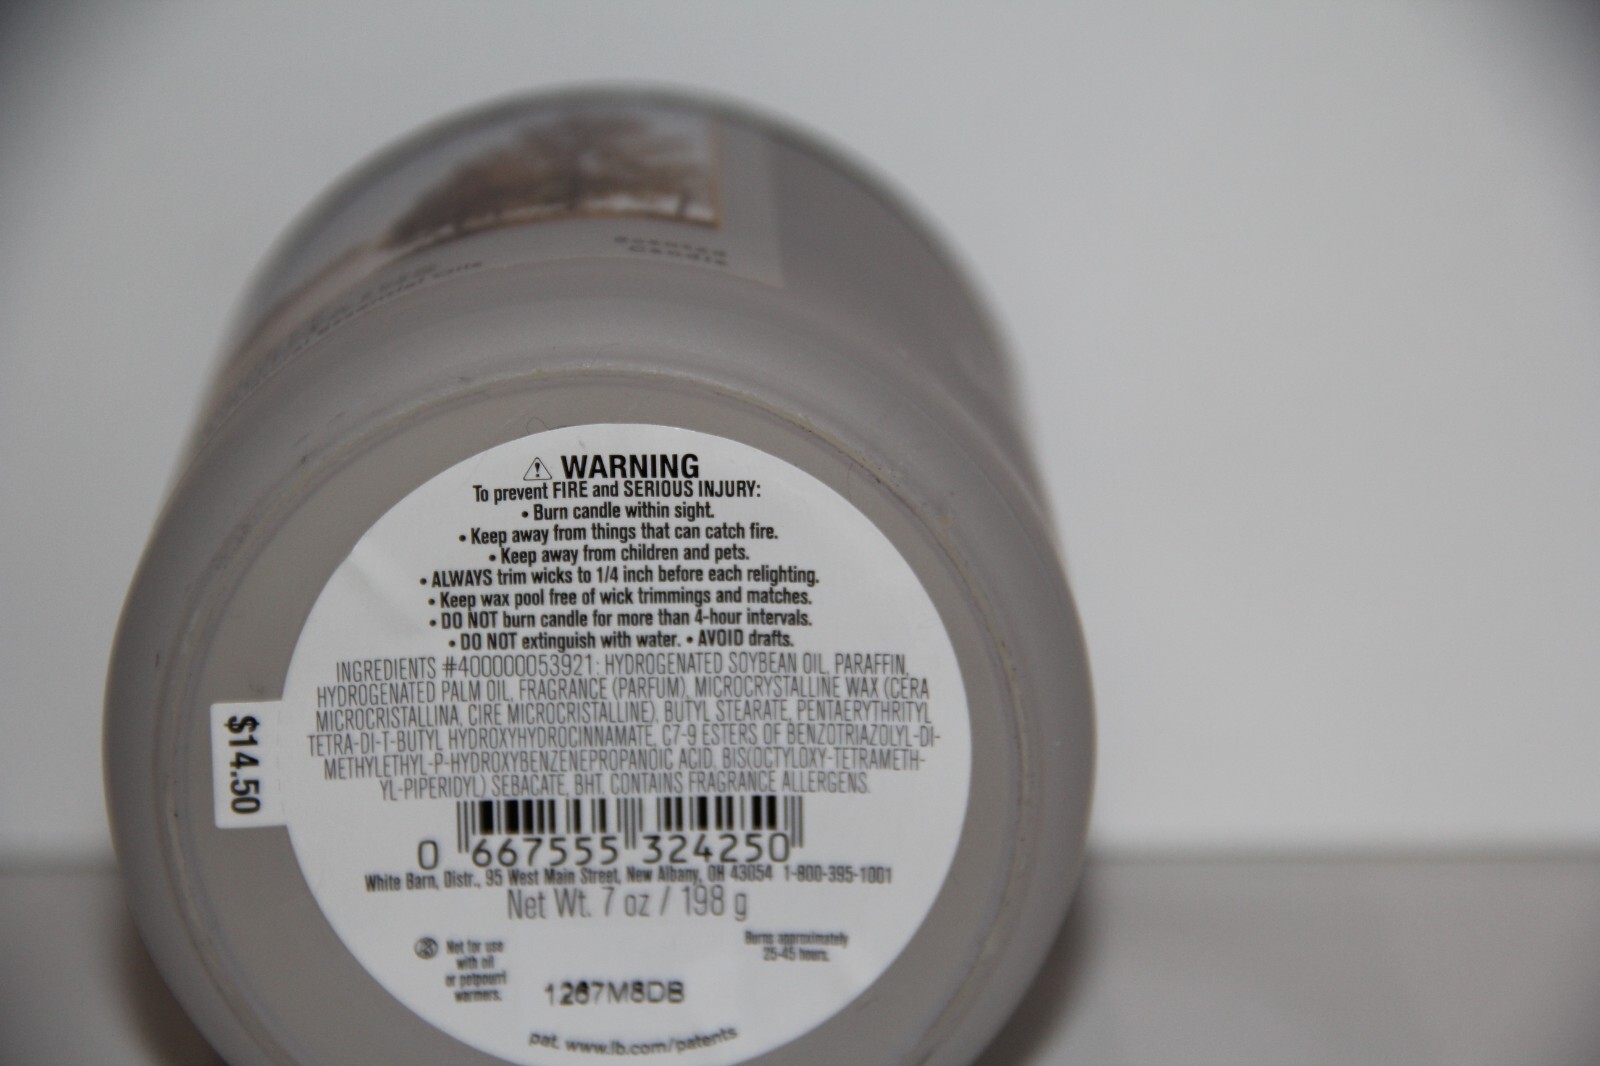 Scented
Candle
Essential Oils
WARNING
To prevent FIRE and SERIOUS INJURY:
• Burn candle within sight.
• Keep away from things that can catch fire.
• Keep away from children and pets.
• ALWAYS trim wicks to 1/4 inch before each relighting.
• Keep wax pool free of wick trimmings and matches.
• DO NOT burn candle for more than 4-hour intervals.
• DO NOT extinguish with water. • AVOID drafts.
INGREDIENTS #400000053921: HYDROGENATED SOYBEAN OIL, PARAFFIN,
HYDROGENATED PALM OIL, FRAGRANCE (PARFUM), MICROCRYSTALLINE WAX (CERA
MICROCRISTALLINA, CIRE MICROCRISTALLINE), BUTYL STEARATE, PENTAERYTHRITYL
TETRA-DI-T-BUTYL HYDROXYHYDROCINNAMATE, C7-9 ESTERS OF BENZOTRIAZOLYL-DI-
METHYLETHYL-P-HYDROXYBENZENEPROPANOIC ACID, BIS(OCTYLOXY-TETRAMETH-
YL-PIPERIDYL) SEBACATE, BHT. CONTAINS FRAGRANCE ALLERGENS.
$14.50
0 667555 324250
White Barn, Distr., 95 West Main Street, New Albany, OH 43054 1-800-395-1001
Net Wt. 7 oz / 198 g
Not for use
with oil
or potpourri
warmers.
Burns approximately
25-45 hours.
1267M8DB
pat. www.lb.com/patents